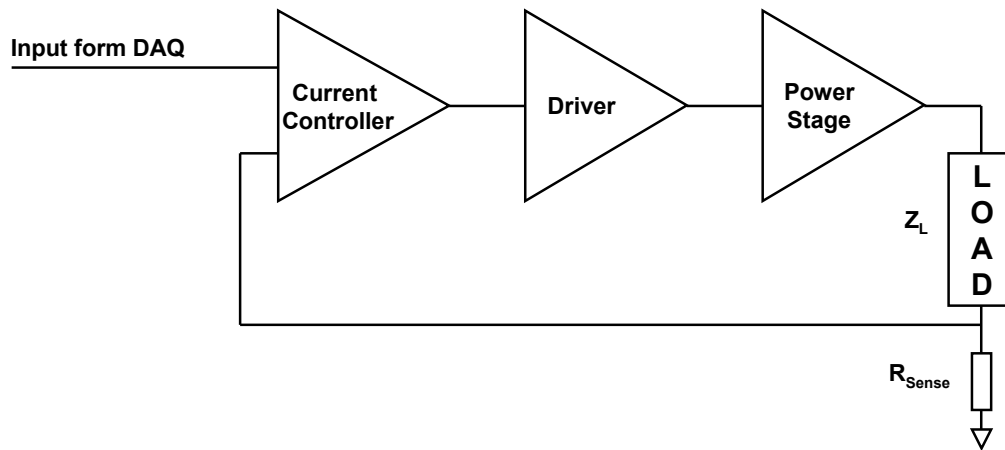 Input form DAQ
Current
Controller
Driver
Power
Stage
L
O
A
D
Z_L
R_Sense